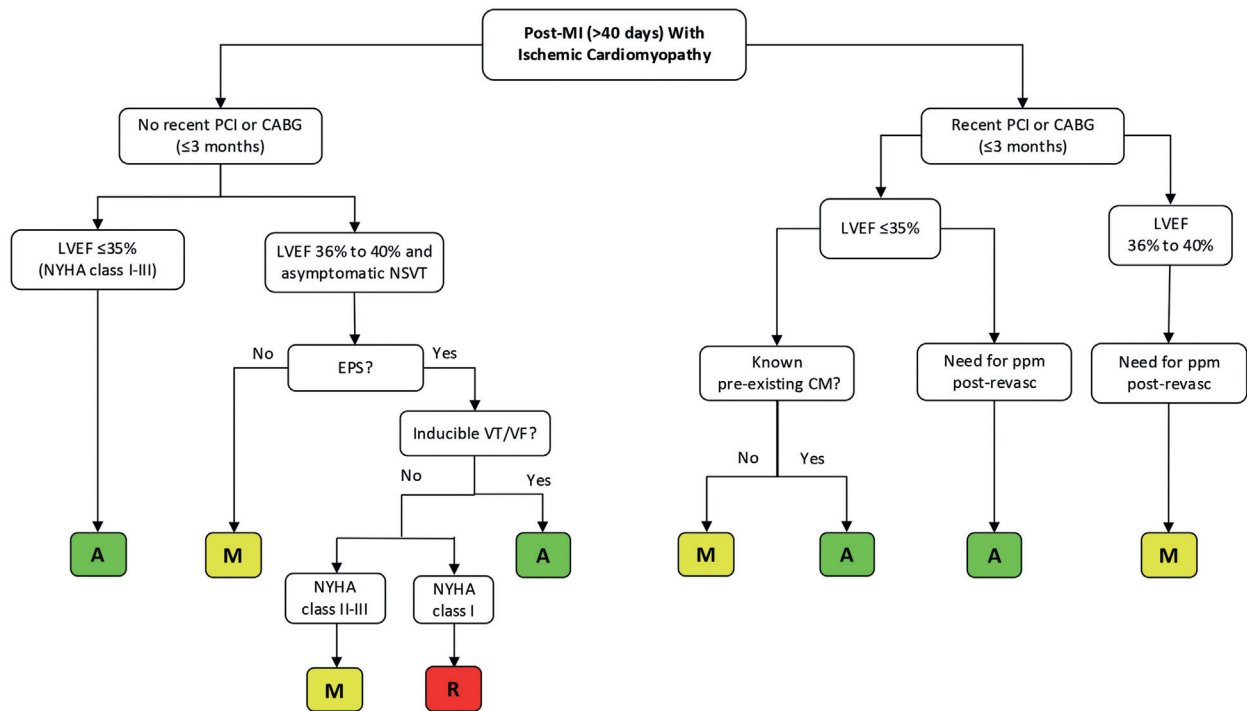 Post-MI (>40 days) With
Ischemic Cardiomyopathy
No recent PCI or CABG
(≤3 months)
Recent PCI or CABG
(≤3 months)
LVEF ≤35%
(NYHA class I-III)
LVEF 36% to 40% and
asymptomatic NSVT
LVEF ≤35%
LVEF
36% to 40%
No
EPS?
Yes
Known
pre-existing CM?
Need for ppm
post-revasc
Need for ppm
post-revasc
Inducible VT/VF?
No
Yes
No
Yes
A
M
A
M
A
A
M
NYHA
class II-III
NYHA
class I
M
R